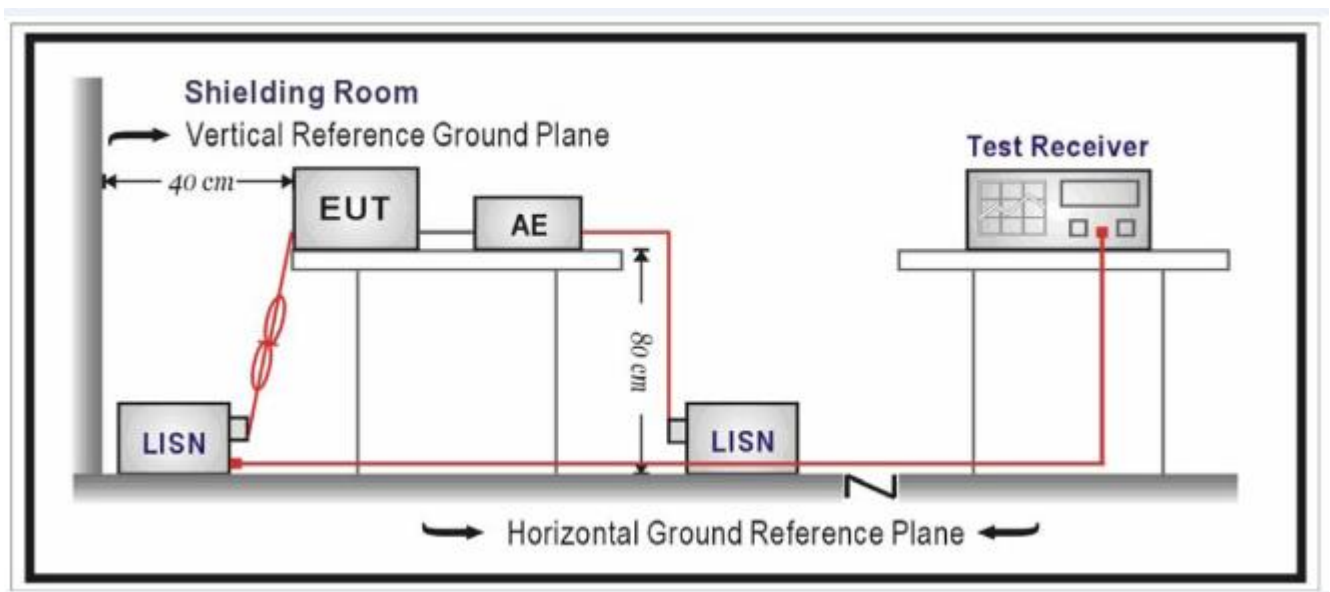 Shielding Room
Vertical Reference Ground Plane
40 cm
EUT
AE
Test Receiver
80 cm
LISN
LISN
Horizontal Ground Reference Plane